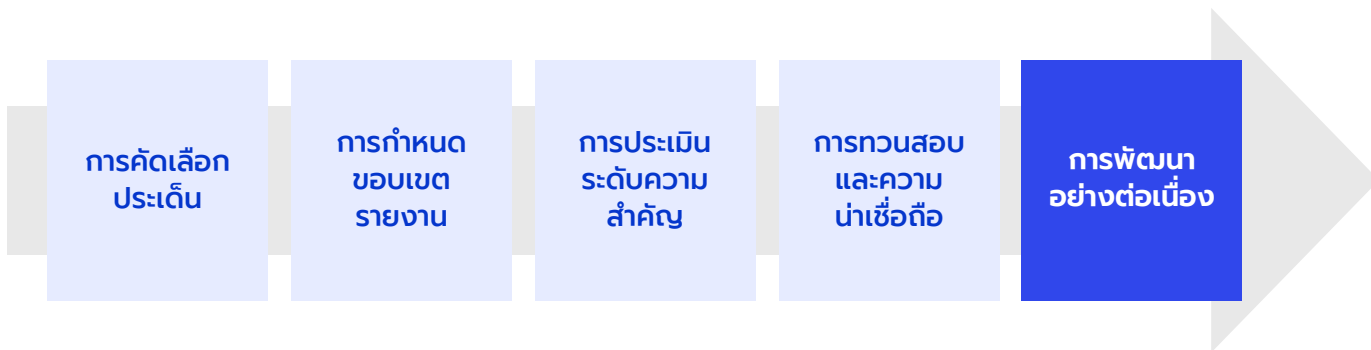 การคัดเลือก
ประเด็น
การกำหนด
ขอบเขต
รายงาน
การประเมิน
ระดับความ
สำคัญ
การทวนสอบ
และความ
น่าเชื่อถือ
การพัฒนา
อย่างต่อเนื่อง